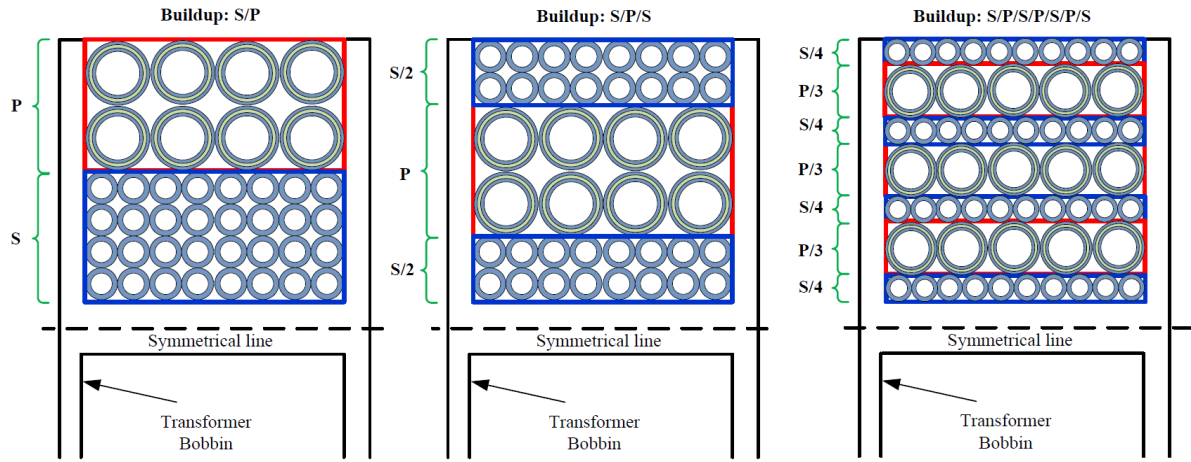 Buildup: S/P
P
S
Symmetrical line
Transformer
Bobbin
Buildup: S/P/S
S/2
P
S/2
Symmetrical line
Transformer
Bobbin
Buildup: S/P/S/P/S/P/S
S/4
P/3
S/4
P/3
S/4
P/3
S/4
Symmetrical line
Transformer
Bobbin